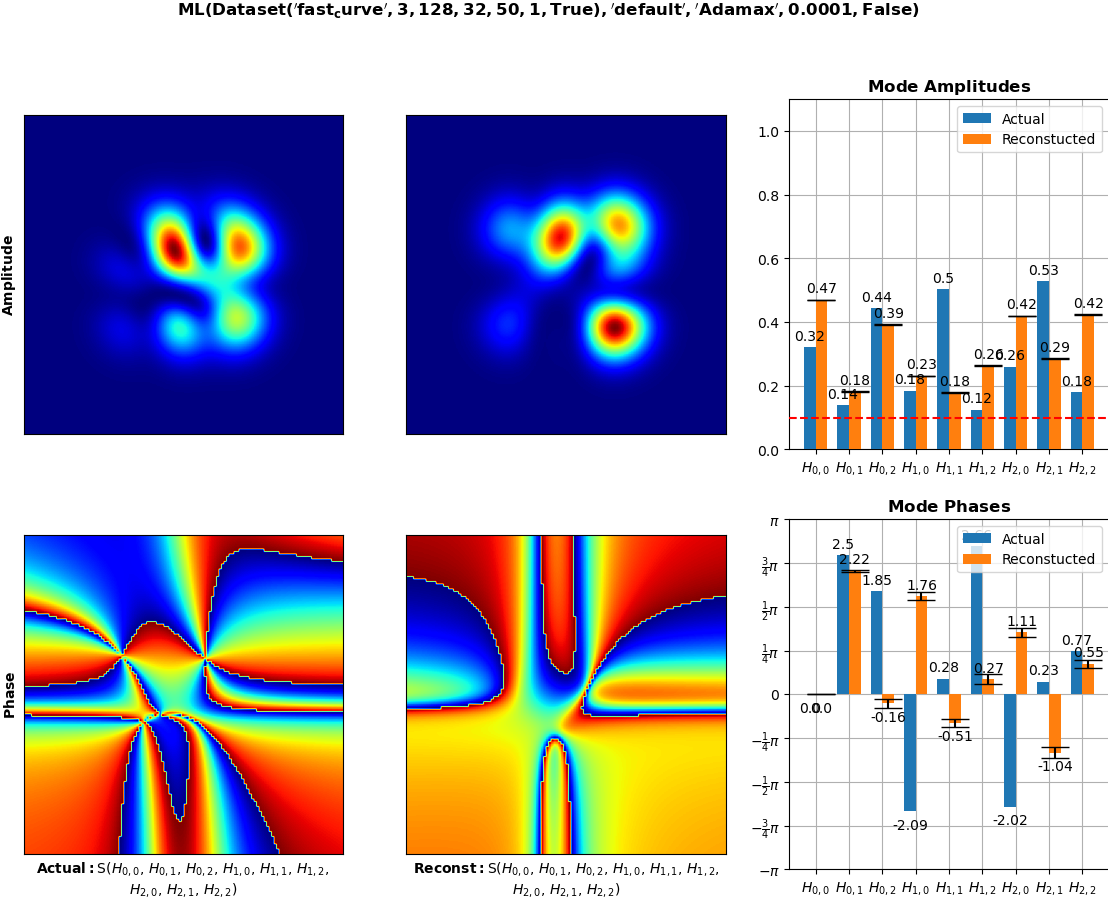 ML(Dataset('fast_curve', 3, 128, 32, 50, 1, True), 'default', 'Adamax', 0.0001, False)
Amplitude
Mode Amplitudes
Actual
Reconstucted
1.0
0.8
0.6
0.4
0.2
0.0
0.32 0.47 0.14 0.18 0.44 0.39 0.18 0.23 0.5 0.18 0.12 0.26 0.26 0.42 0.53 0.29 0.18 0.42
H0,0 H0,1 H0,2 H1,0 H1,1 H1,2 H2,0 H2,1 H2,2
Phase
Mode Phases
Actual
Reconstucted
π
3/4π
1/2π
1/4π
0
−1/4π
−1/2π
−3/4π
−π
0.0 0.0 2.5 2.22 1.85 -0.16 -2.09 1.76 0.28 -0.51 0.27 -2.02 1.11 0.23 -1.04 0.77 0.55
H0,0 H0,1 H0,2 H1,0 H1,1 H1,2 H2,0 H2,1 H2,2
Actual: S(H0,0, H0,1, H0,2, H1,0, H1,1, H1,2,
H2,0, H2,1, H2,2)
Reconst: S(H0,0, H0,1, H0,2, H1,0, H1,1, H1,2,
H2,0, H2,1, H2,2)